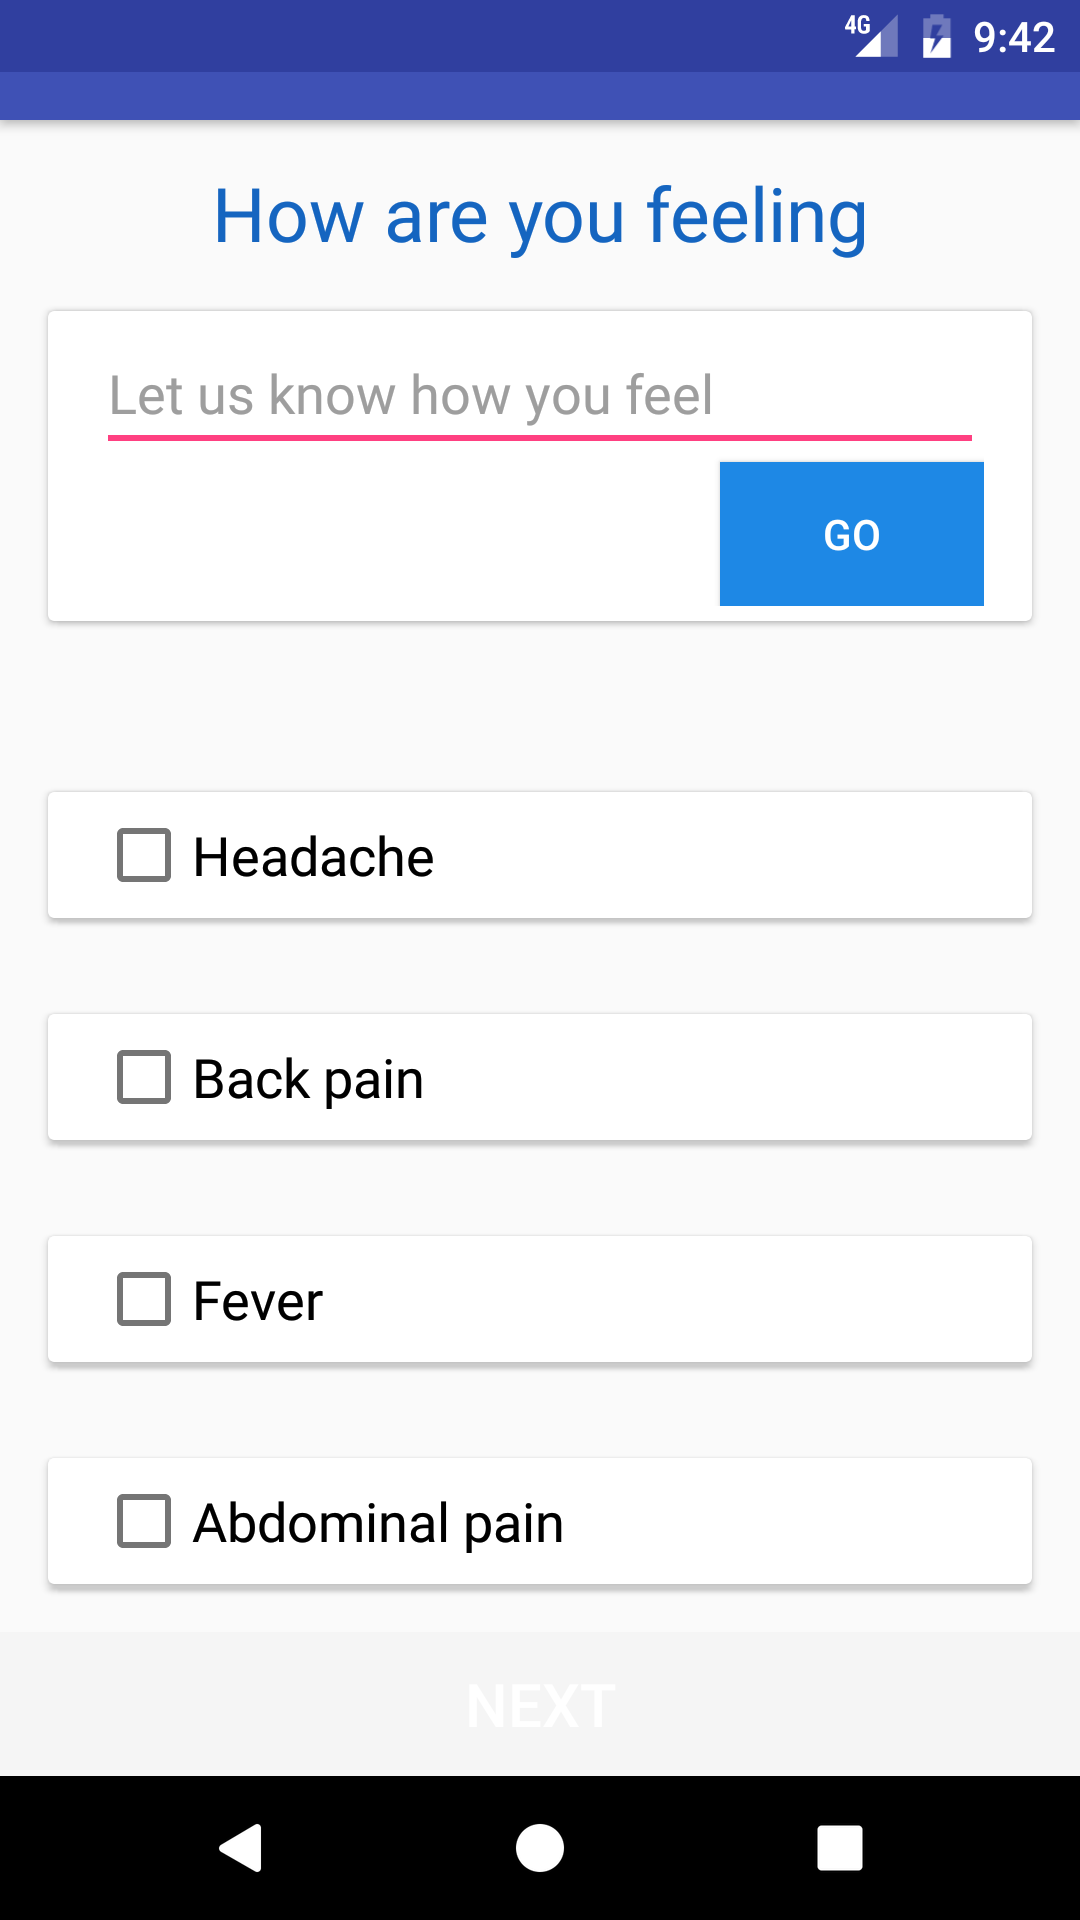 4G 9:42
How are you feeling
Let us know how you feel
GO
Headache
Back pain
Fever
Abdominal pain
NEXT